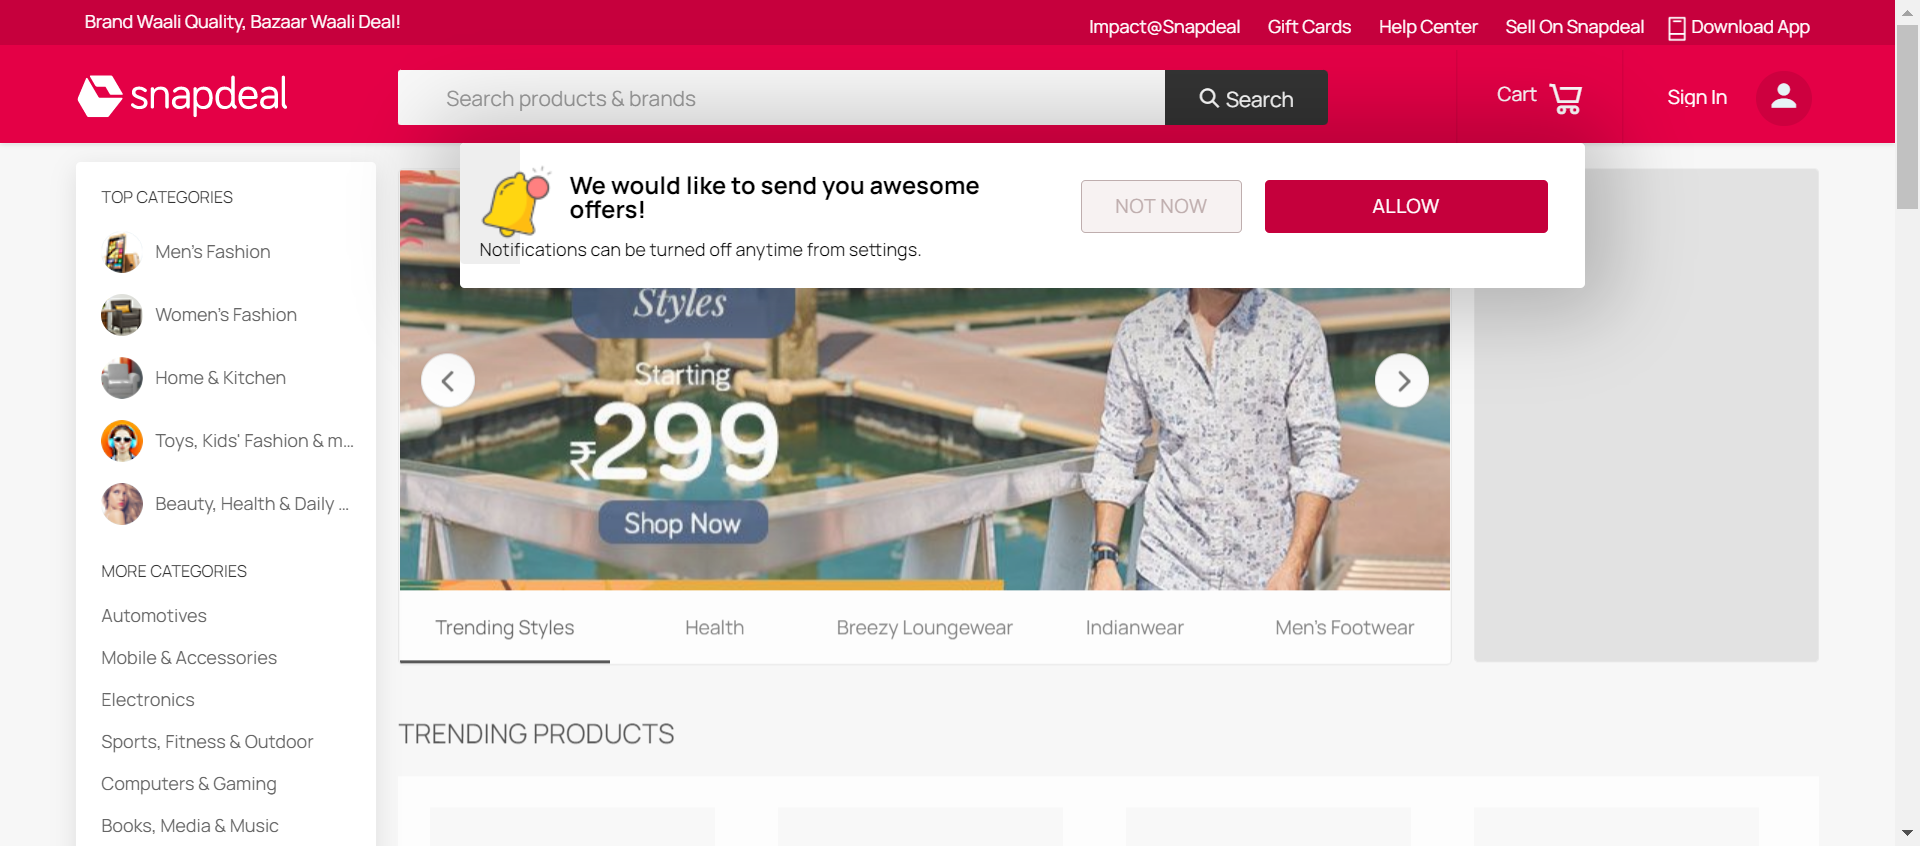 Brand Waali Quality, Bazaar Waali Deal!
Impact@Snapdeal
Gift Cards
Help Center
Sell On Snapdeal
Download App
snapdeal
Search products & brands
Search
Cart
Sign In
We would like to send you awesome
offers!
Notifications can be turned off anytime from settings.
NOT NOW
ALLOW
TOP CATEGORIES
Men's Fashion
Women's Fashion
Home & Kitchen
Toys, Kids' Fashion & m...
Beauty, Health & Daily ...
MORE CATEGORIES
Automotives
Mobile & Accessories
Electronics
Sports, Fitness & Outdoor
Computers & Gaming
Books, Media & Music
Styles
Starting
₹299
Shop Now
Trending Styles
Health
Breezy Loungewear
Indianwear
Men's Footwear
TRENDING PRODUCTS